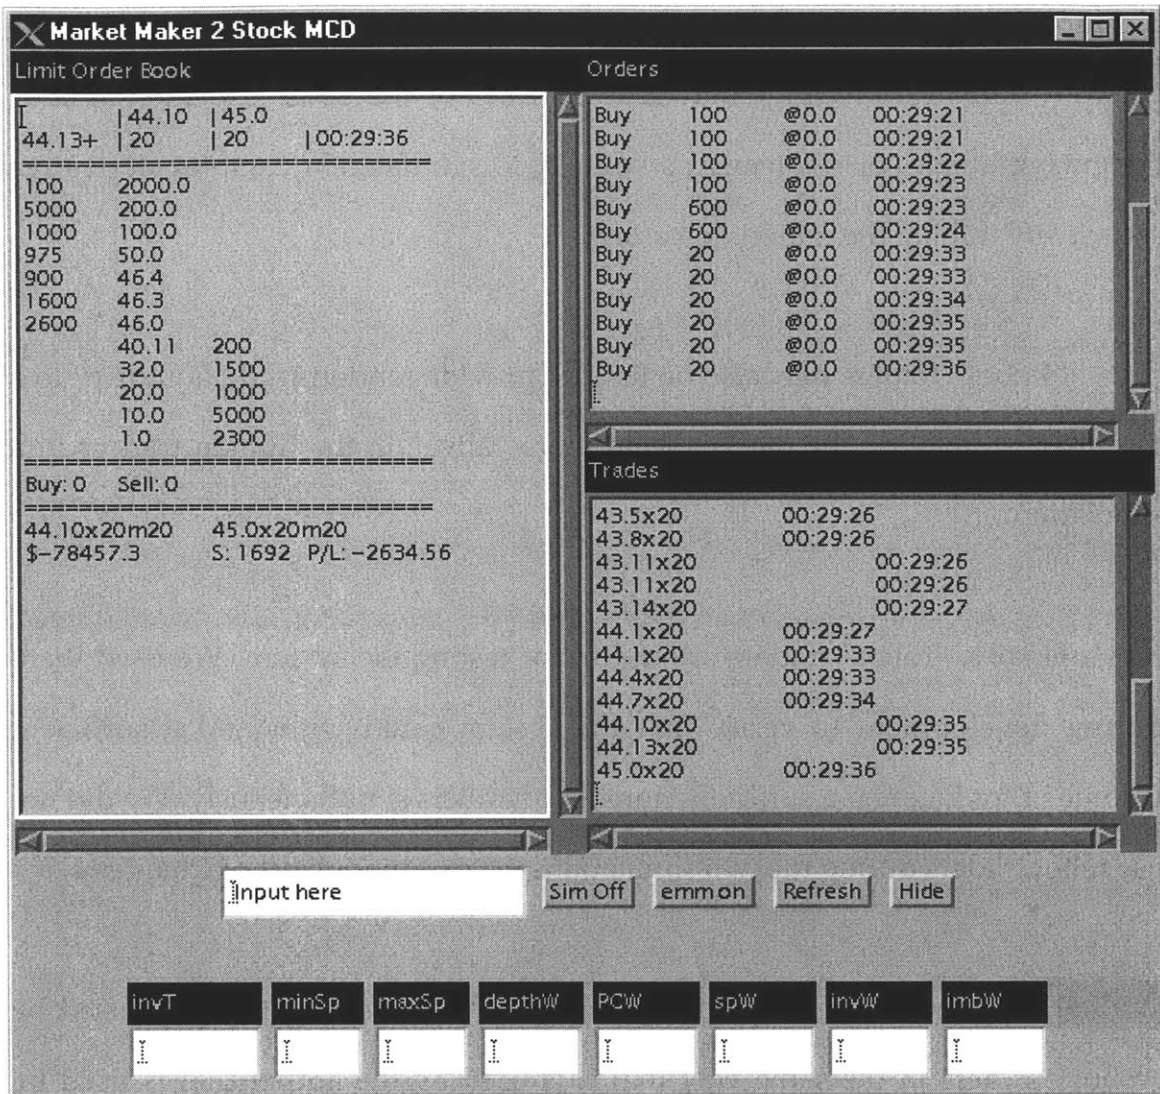 Market Maker 2 Stock MCD
Limit Order Book
|44.10 |45.0
44.13+ |20 |20 |00:29:36
==============================
100 2000.0
5000 200.0
1000 100.0
975 50.0
900 46.4
1600 46.3
2600 46.0
40.11 200
32.0 1500
20.0 1000
10.0 5000
1.0 2300
==============================
Buy: 0 Sell: 0
==============================
44.10x20m20 45.0x20m20
$-78457.3 S: 1692 P/L: -2634.56
Orders
Buy 100 @0.0 00:29:21
Buy 100 @0.0 00:29:21
Buy 100 @0.0 00:29:22
Buy 100 @0.0 00:29:23
Buy 600 @0.0 00:29:23
Buy 600 @0.0 00:29:24
Buy 20 @0.0 00:29:33
Buy 20 @0.0 00:29:33
Buy 20 @0.0 00:29:34
Buy 20 @0.0 00:29:35
Buy 20 @0.0 00:29:35
Buy 20 @0.0 00:29:36
Trades
43.5x20 00:29:26
43.8x20 00:29:26
43.11x20 00:29:26
43.11x20 00:29:26
43.14x20 00:29:27
44.1x20 00:29:27
44.1x20 00:29:33
44.4x20 00:29:33
44.7x20 00:29:34
44.10x20 00:29:35
44.13x20 00:29:35
45.0x20 00:29:36
Input here Sim Off emm on Refresh Hide
invT minSp maxSp depthW PCW spW invW imbW